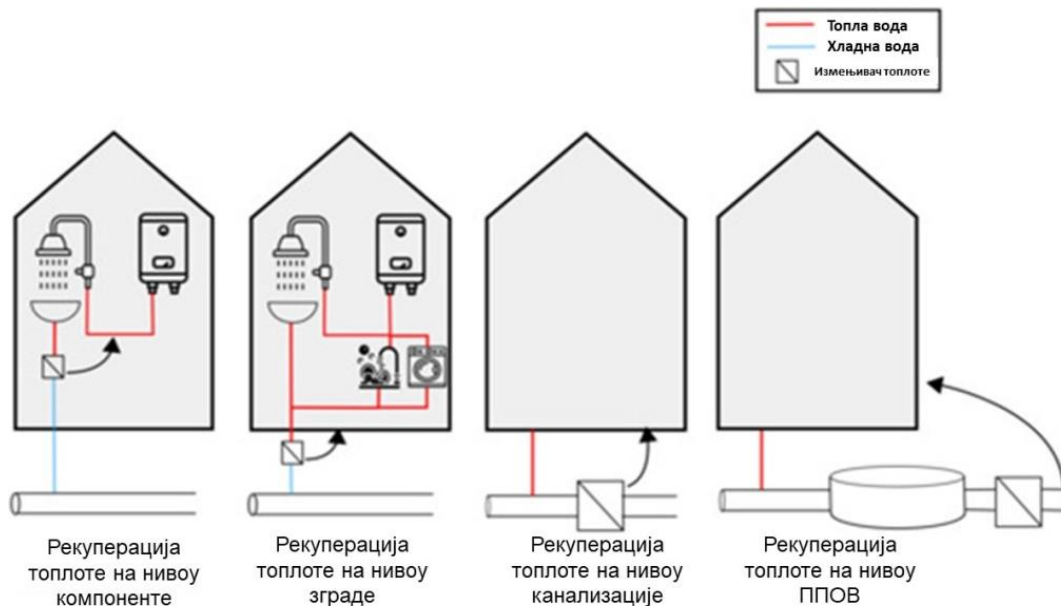 Топла вода
Хладна вода
Измењивач топлоте
Рекуперација
топлоте на нивоу
компоненте
Рекуперација
топлоте на нивоу
зграде
Рекуперација
топлоте на нивоу
канализације
Рекуперација
топлоте на нивоу
ППОВ